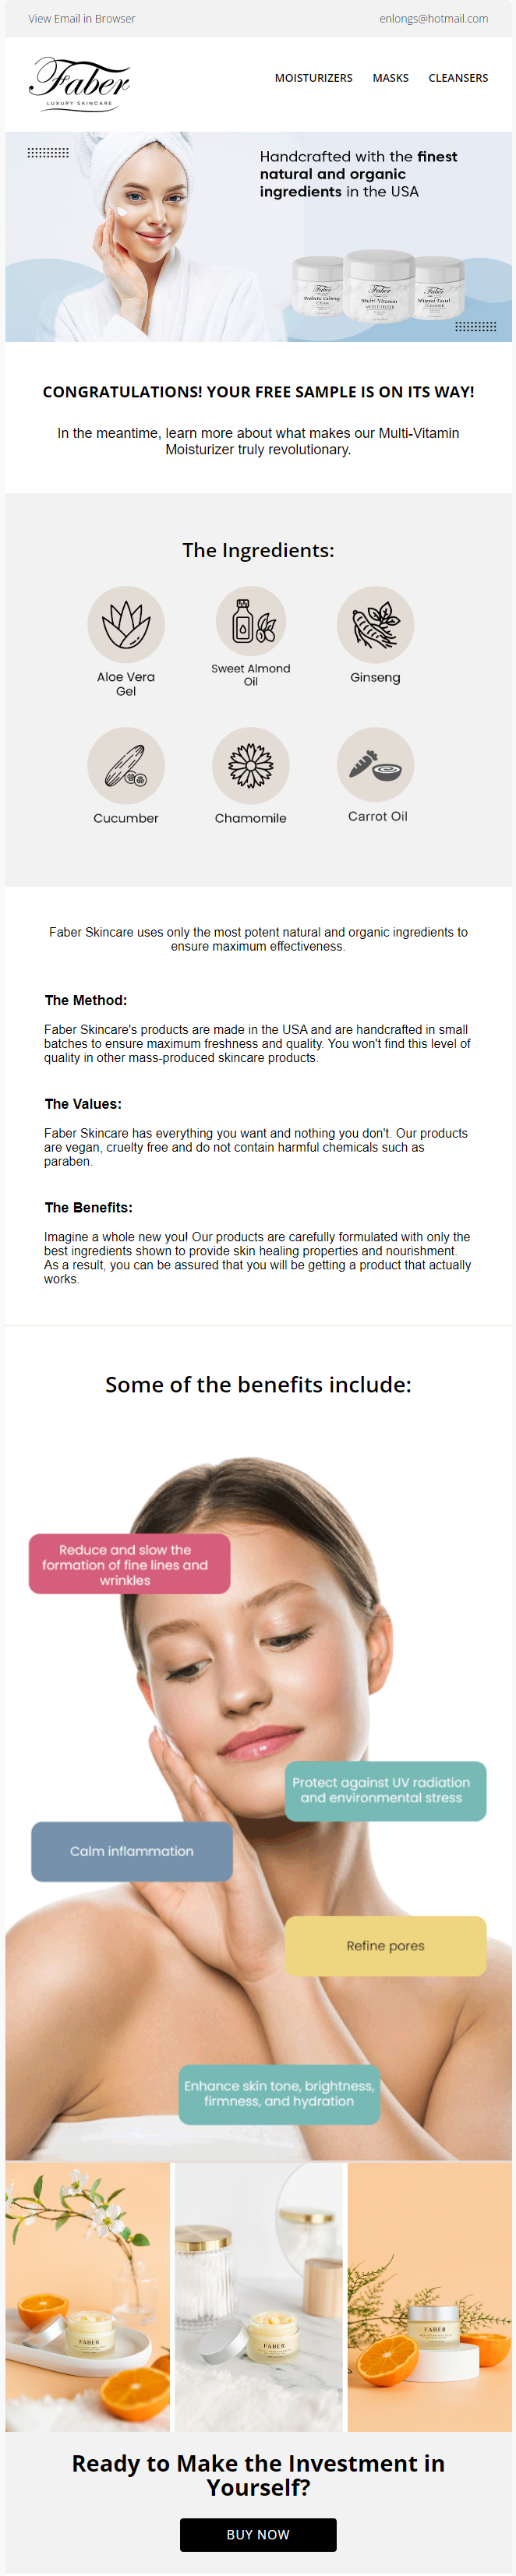 View Email in Browser
enlongs@hotmail.com
Faber
LUXURY SKINCARE
MOISTURIZERS MASKS CLEANSERS
Handcrafted with the finest
natural and organic
ingredients in the USA
Faber
Probiotic Calming
Faber
Multi-Vitamin
MOISTURIZER
Faber
Mineral Facial
CLEANSER
CONGRATULATIONS! YOUR FREE SAMPLE IS ON ITS WAY!
In the meantime, learn more about what makes our Multi-Vitamin
Moisturizer truly revolutionary.
The Ingredients:
Aloe Vera
Gel
Sweet Almond
Oil
Ginseng
Cucumber
Chamomile
Carrot Oil
Faber Skincare uses only the most potent natural and organic ingredients to
ensure maximum effectiveness.
The Method:
Faber Skincare's products are made in the USA and are handcrafted in small
batches to ensure maximum freshness and quality. You won't find this level of
quality in other mass-produced skincare products.
The Values:
Faber Skincare has everything you want and nothing you don't. Our products
are vegan, cruelty free and do not contain harmful chemicals such as
paraben.
The Benefits:
Imagine a whole new you! Our products are carefully formulated with only the
best ingredients shown to provide skin healing properties and nourishment.
As a result, you can be assured that you will be getting a product that actually
works.
Some of the benefits include:
Reduce and slow the
formation of fine lines and
wrinkles
Protect against UV radiation
and environmental stress
Calm inflammation
Refine pores
Enhance skin tone, brightness,
firmness, and hydration
FABER
FABER
FABER
Ready to Make the Investment in
Yourself?
BUY NOW